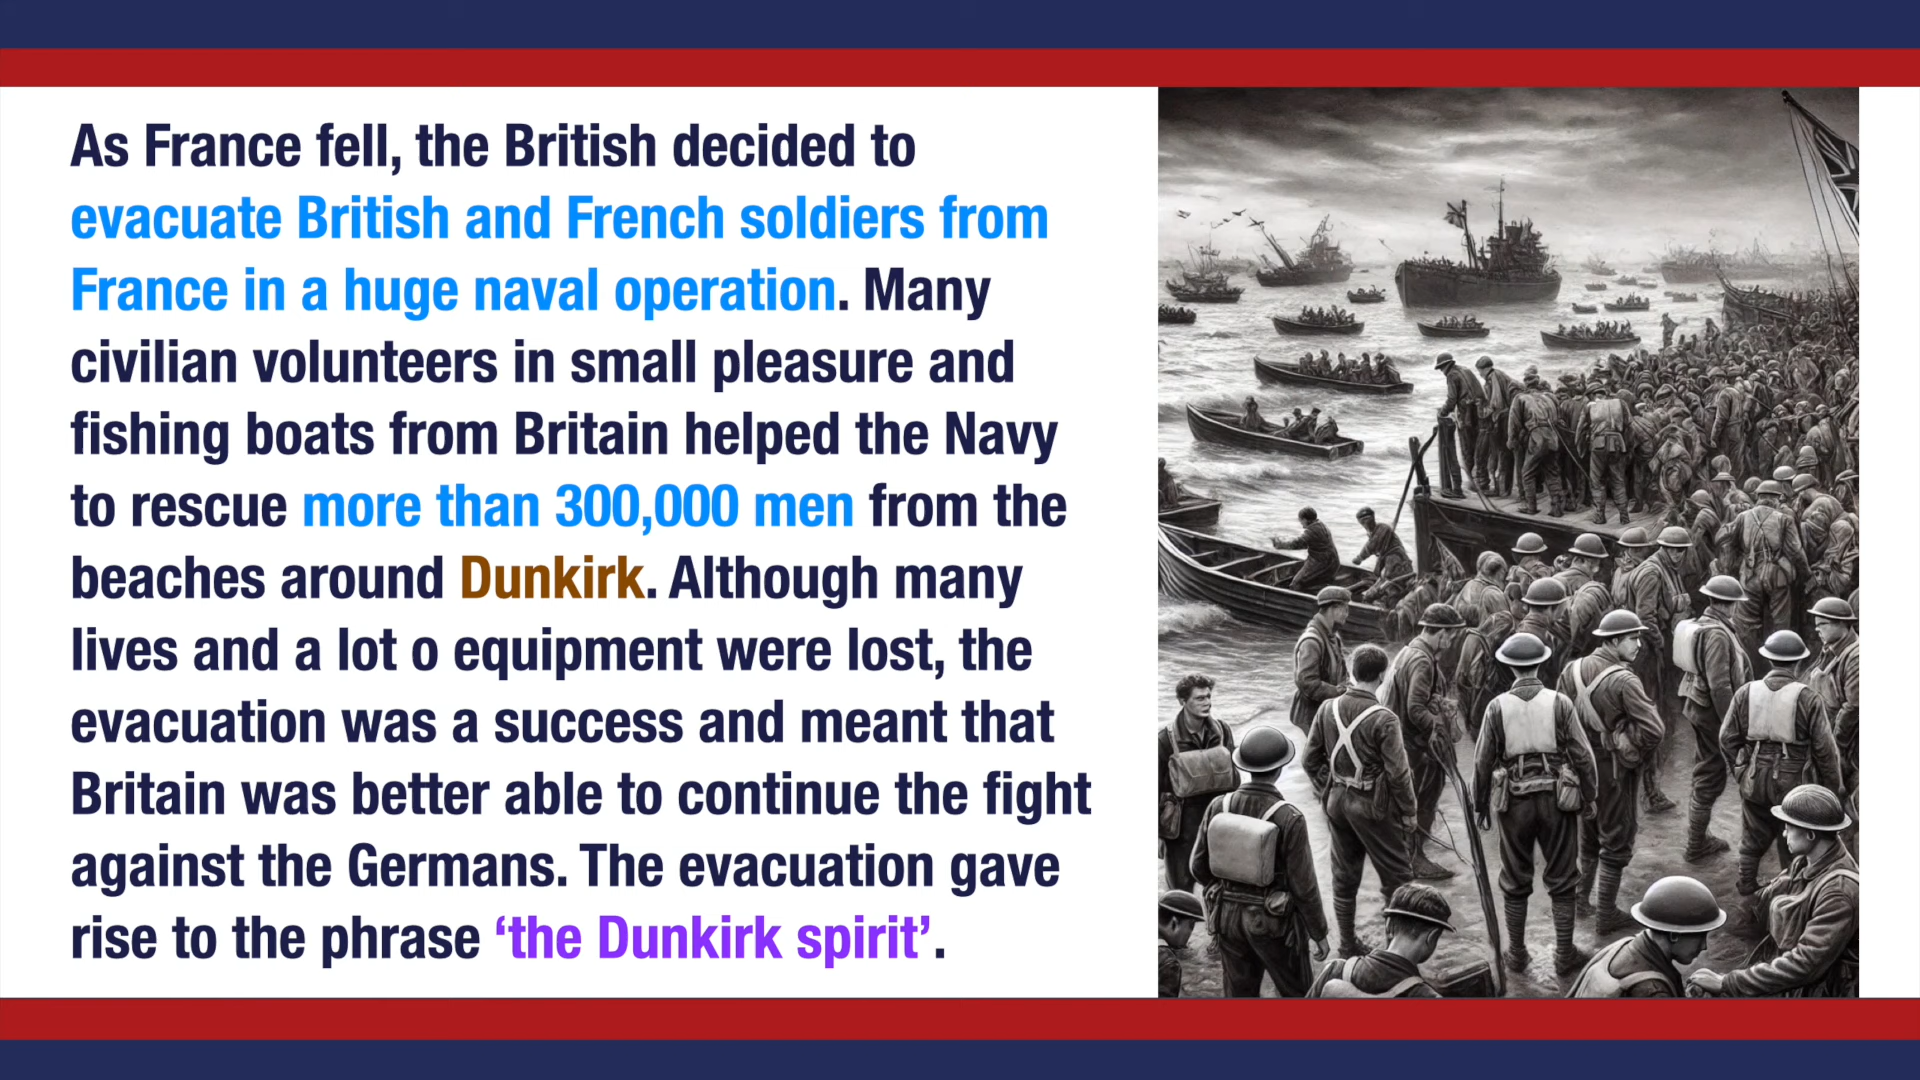 As France fell, the British decided to
evacuate British and French soldiers from
France in a huge naval operation. Many
civilian volunteers in small pleasure and
fishing boats from Britain helped the Navy
to rescue more than 300,000 men from the
beaches around Dunkirk. Although many
lives and a lot o equipment were lost, the
evacuation was a success and meant that
Britain was better able to continue the fight
against the Germans. The evacuation gave
rise to the phrase ‘the Dunkirk spirit’.